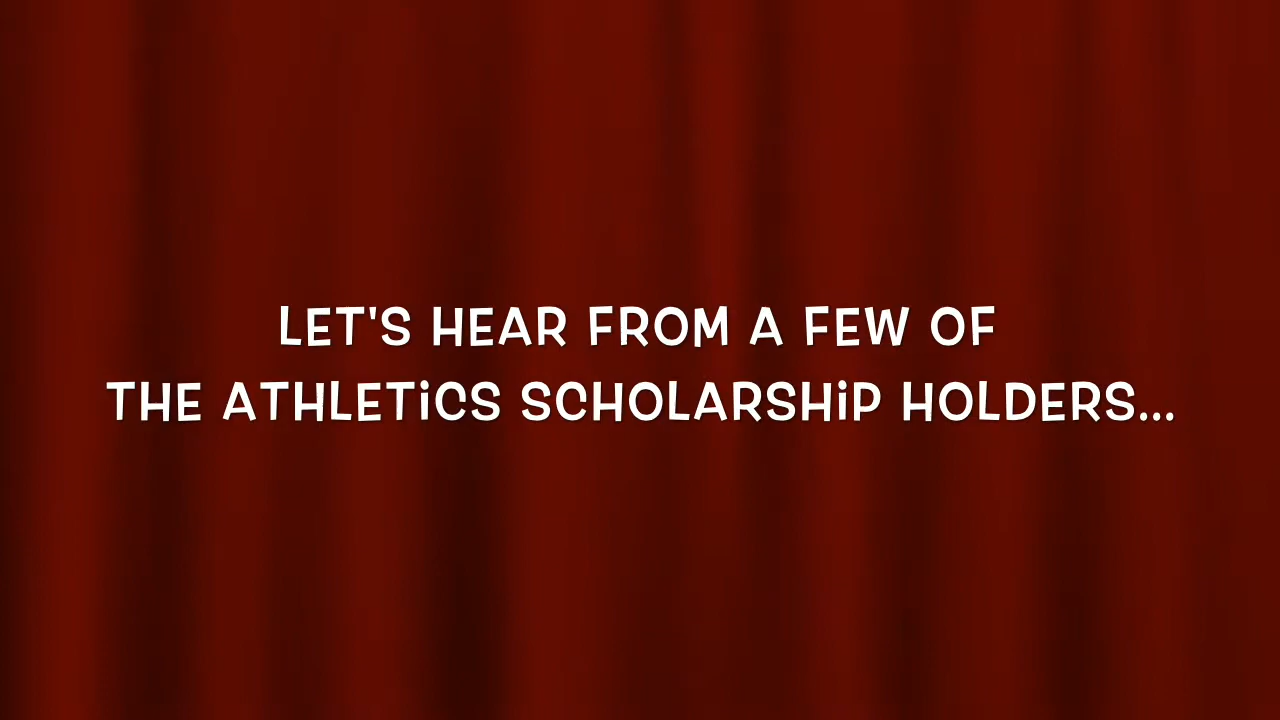 LET'S HEAR FROM A FEW OF
THE ATHLETiCS SCHOLARSHiP HOLDERS...